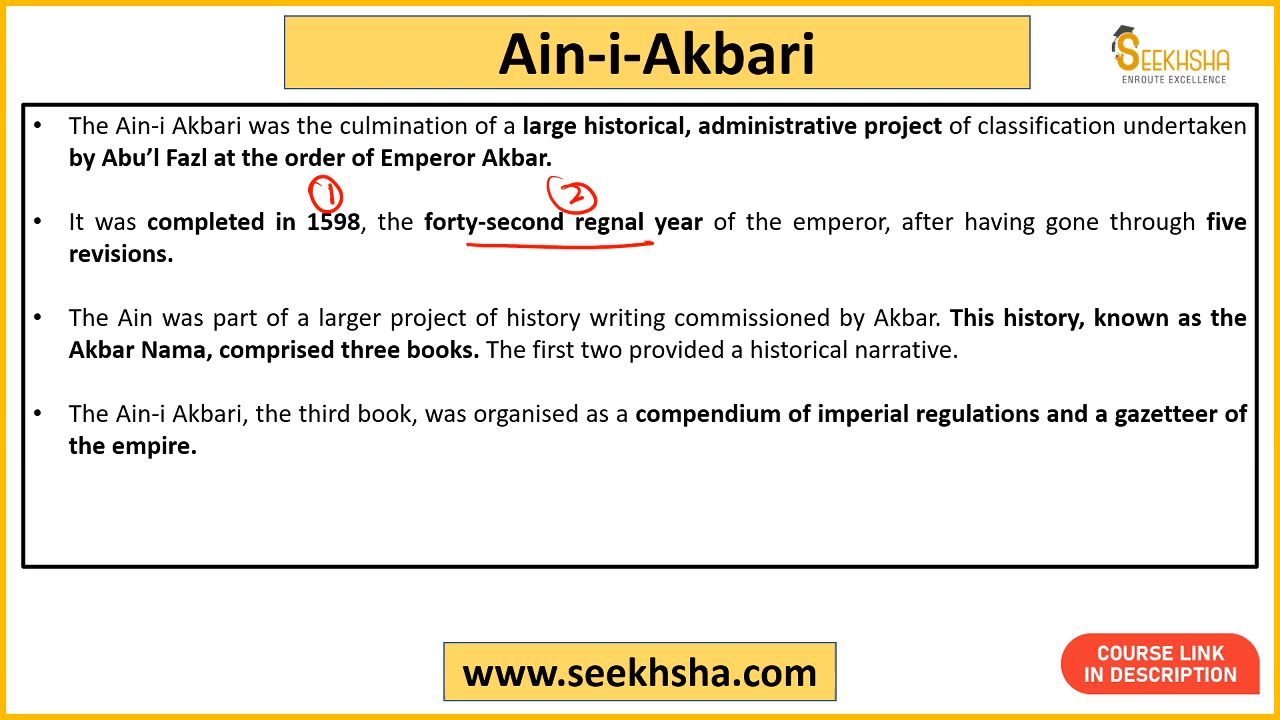 Ain-i-Akbari
SEEKHSHA
ENROUTE EXCELLENCE
• The Ain-i Akbari was the culmination of a large historical, administrative project of classification undertaken
by Abu’l Fazl at the order of Emperor Akbar.
1 2
• It was completed in 1598, the forty-second regnal year of the emperor, after having gone through five
revisions.
• The Ain was part of a larger project of history writing commissioned by Akbar. This history, known as the
Akbar Nama, comprised three books. The first two provided a historical narrative.
• The Ain-i Akbari, the third book, was organised as a compendium of imperial regulations and a gazetteer of
the empire.
www.seekhsha.com
COURSE LINK
IN DESCRIPTION